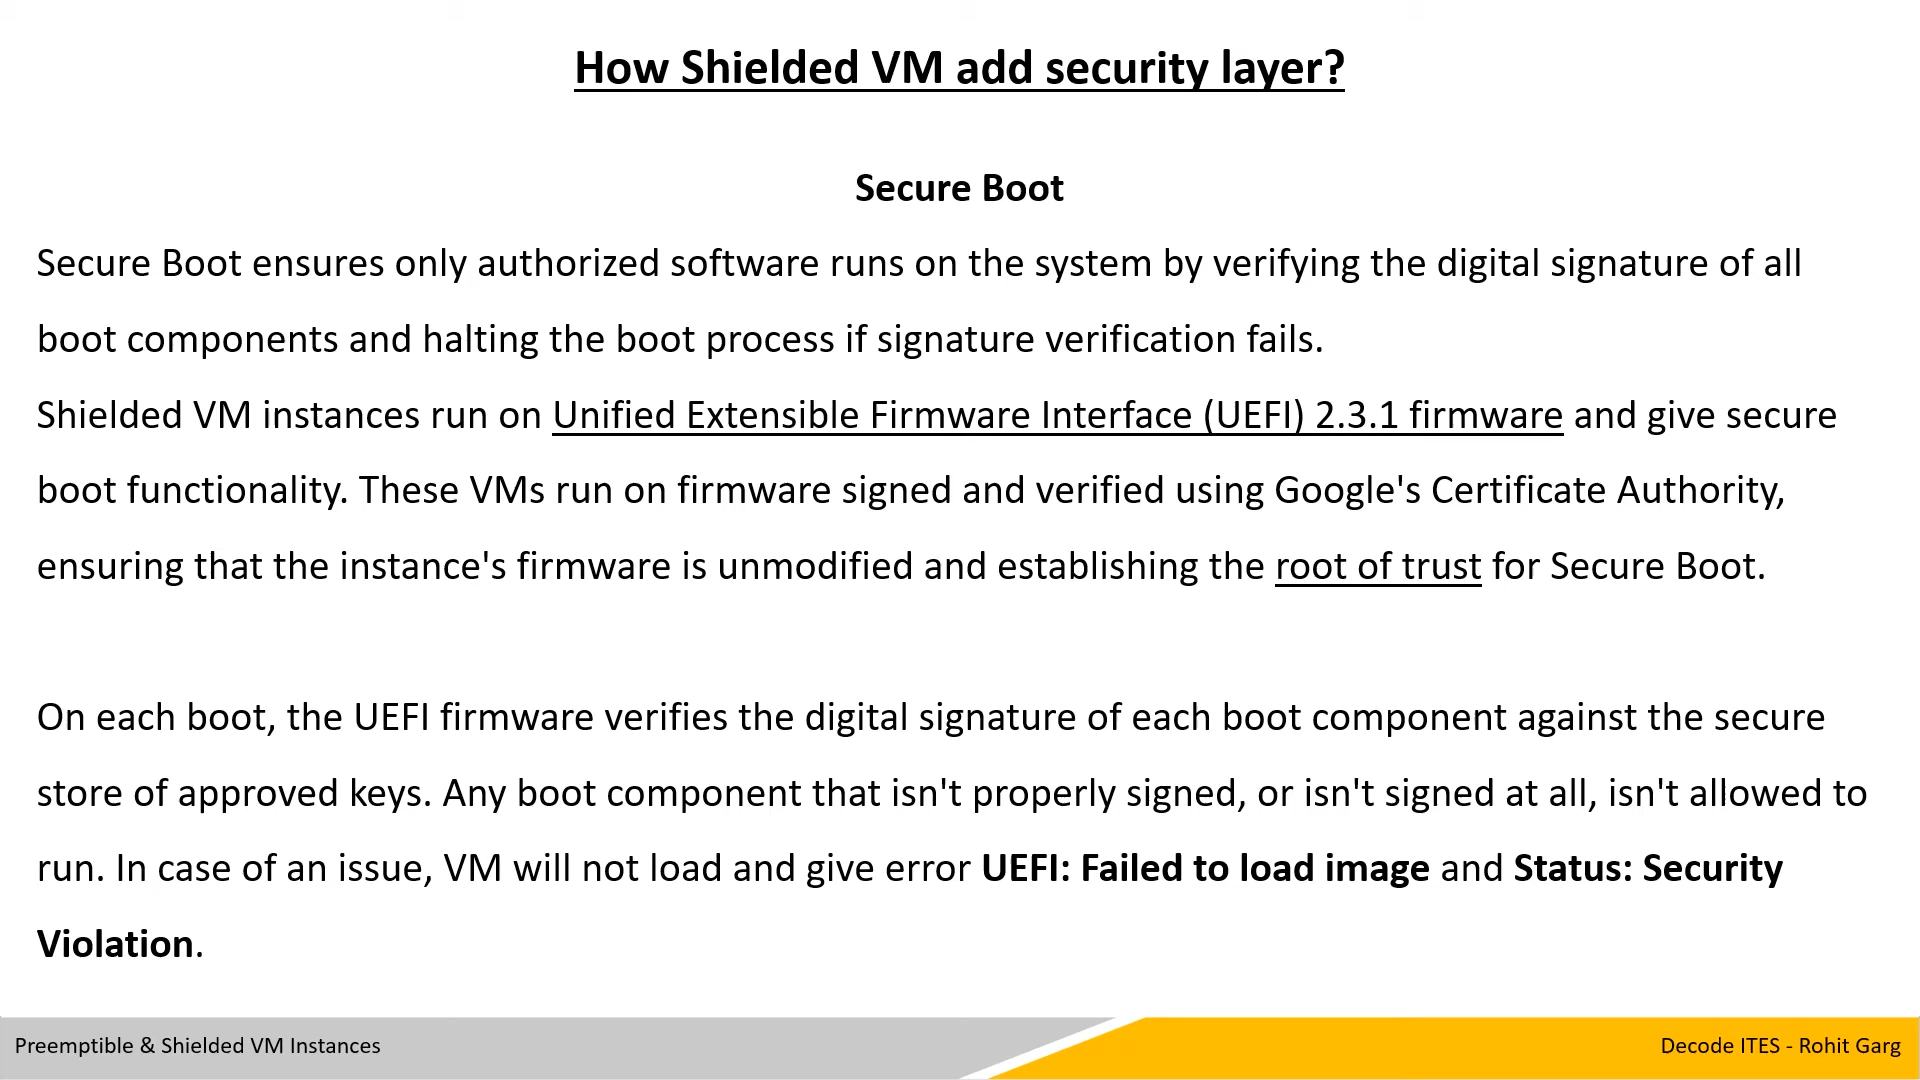 How Shielded VM add security layer?
Secure Boot
Secure Boot ensures only authorized software runs on the system by verifying the digital signature of all
boot components and halting the boot process if signature verification fails.
Shielded VM instances run on Unified Extensible Firmware Interface (UEFI) 2.3.1 firmware and give secure
boot functionality. These VMs run on firmware signed and verified using Google's Certificate Authority,
ensuring that the instance's firmware is unmodified and establishing the root of trust for Secure Boot.
On each boot, the UEFI firmware verifies the digital signature of each boot component against the secure
store of approved keys. Any boot component that isn't properly signed, or isn't signed at all, isn't allowed to
run. In case of an issue, VM will not load and give error UEFI: Failed to load image and Status: Security
Violation.
Preemptible & Shielded VM Instances
Decode ITES - Rohit Garg